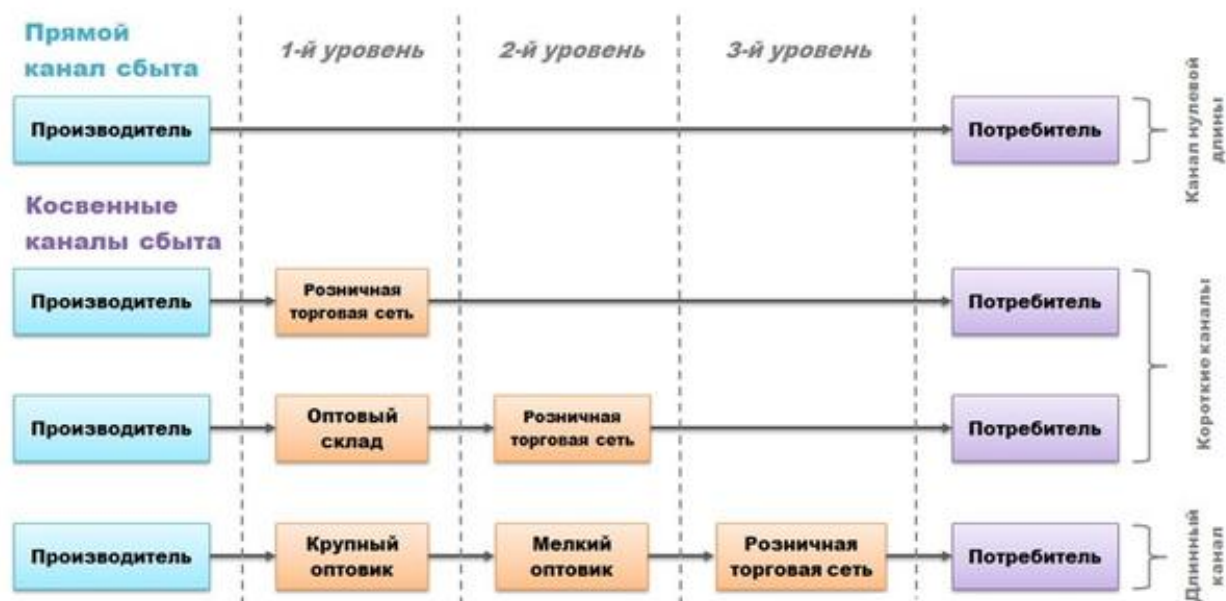 Прямой
канал сбыта
1-й уровень
2-й уровень
3-й уровень
Производитель
Потребитель
Канал нулевой
длины
Косвенные
каналы сбыта
Производитель
Розничная
торговая сеть
Потребитель
Производитель
Оптовый
склад
Розничная
торговая сеть
Потребитель
Короткие каналы
Производитель
Крупный
оптовик
Мелкий
оптовик
Розничная
торговая сеть
Потребитель
Длинный
канал